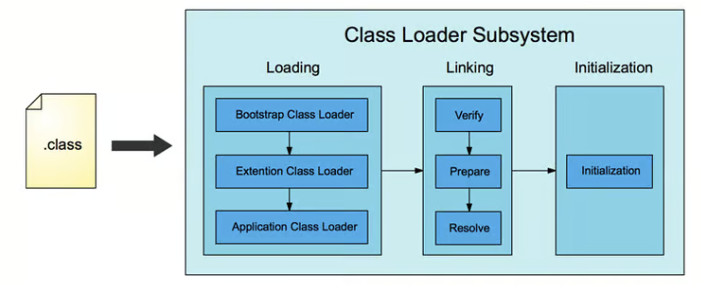 Class Loader Subsystem
Loading
Linking
Initialization
.class
Bootstrap Class Loader
Extention Class Loader
Application Class Loader
Verify
Prepare
Resolve
Initialization